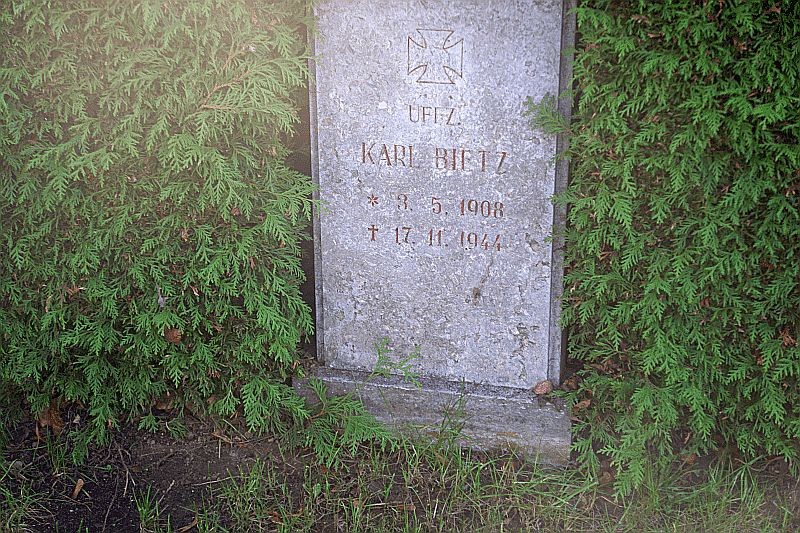 UFFZ.
KARL BIETZ
* 3. 5. 1908
† 17. 11. 1944